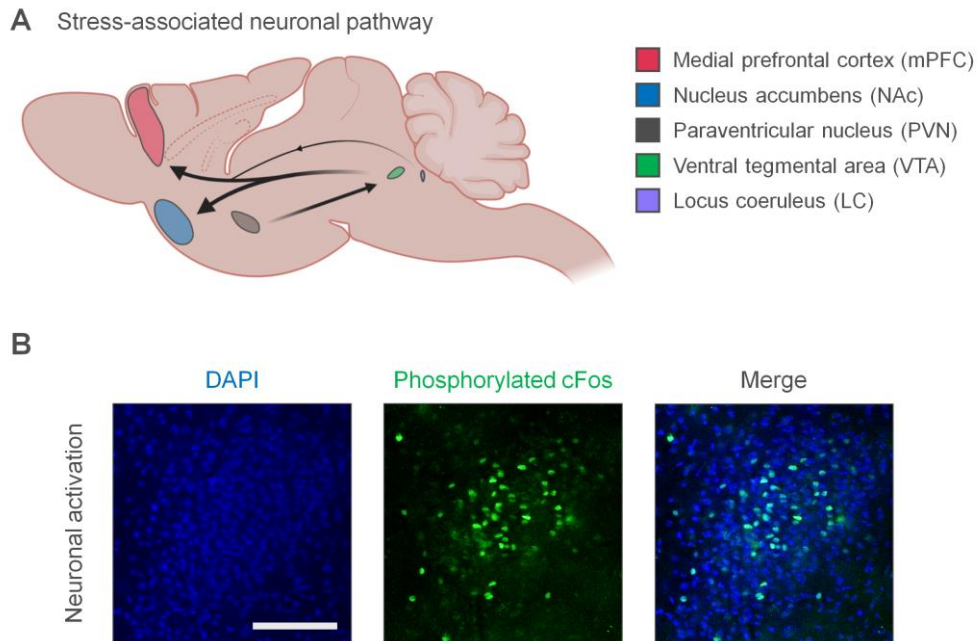 A Stress-associated neuronal pathway
Medial prefrontal cortex (mPFC)
Nucleus accumbens (NAc)
Paraventricular nucleus (PVN)
Ventral tegmental area (VTA)
Locus coeruleus (LC)
B
DAPI
Phosphorylated cFos
Merge
Neuronal activation